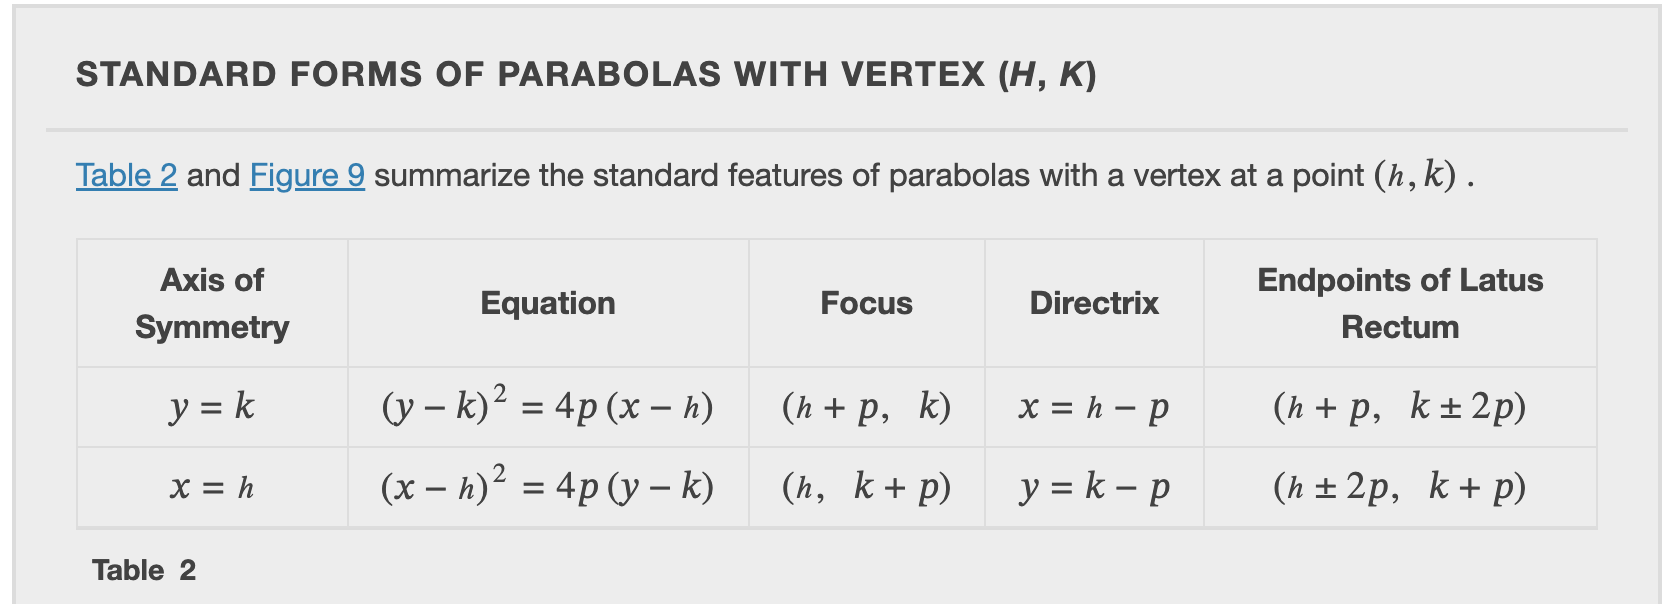 STANDARD FORMS OF PARABOLAS WITH VERTEX (H, K)
Table 2 and Figure 9 summarize the standard features of parabolas with a vertex at a point (h, k) .
Axis of Symmetry Equation Focus Directrix Endpoints of Latus Rectum
y = k (y − k)² = 4p (x − h) (h + p, k) x = h − p (h + p, k ± 2p)
x = h (x − h)² = 4p (y − k) (h, k + p) y = k − p (h ± 2p, k + p)
Table 2